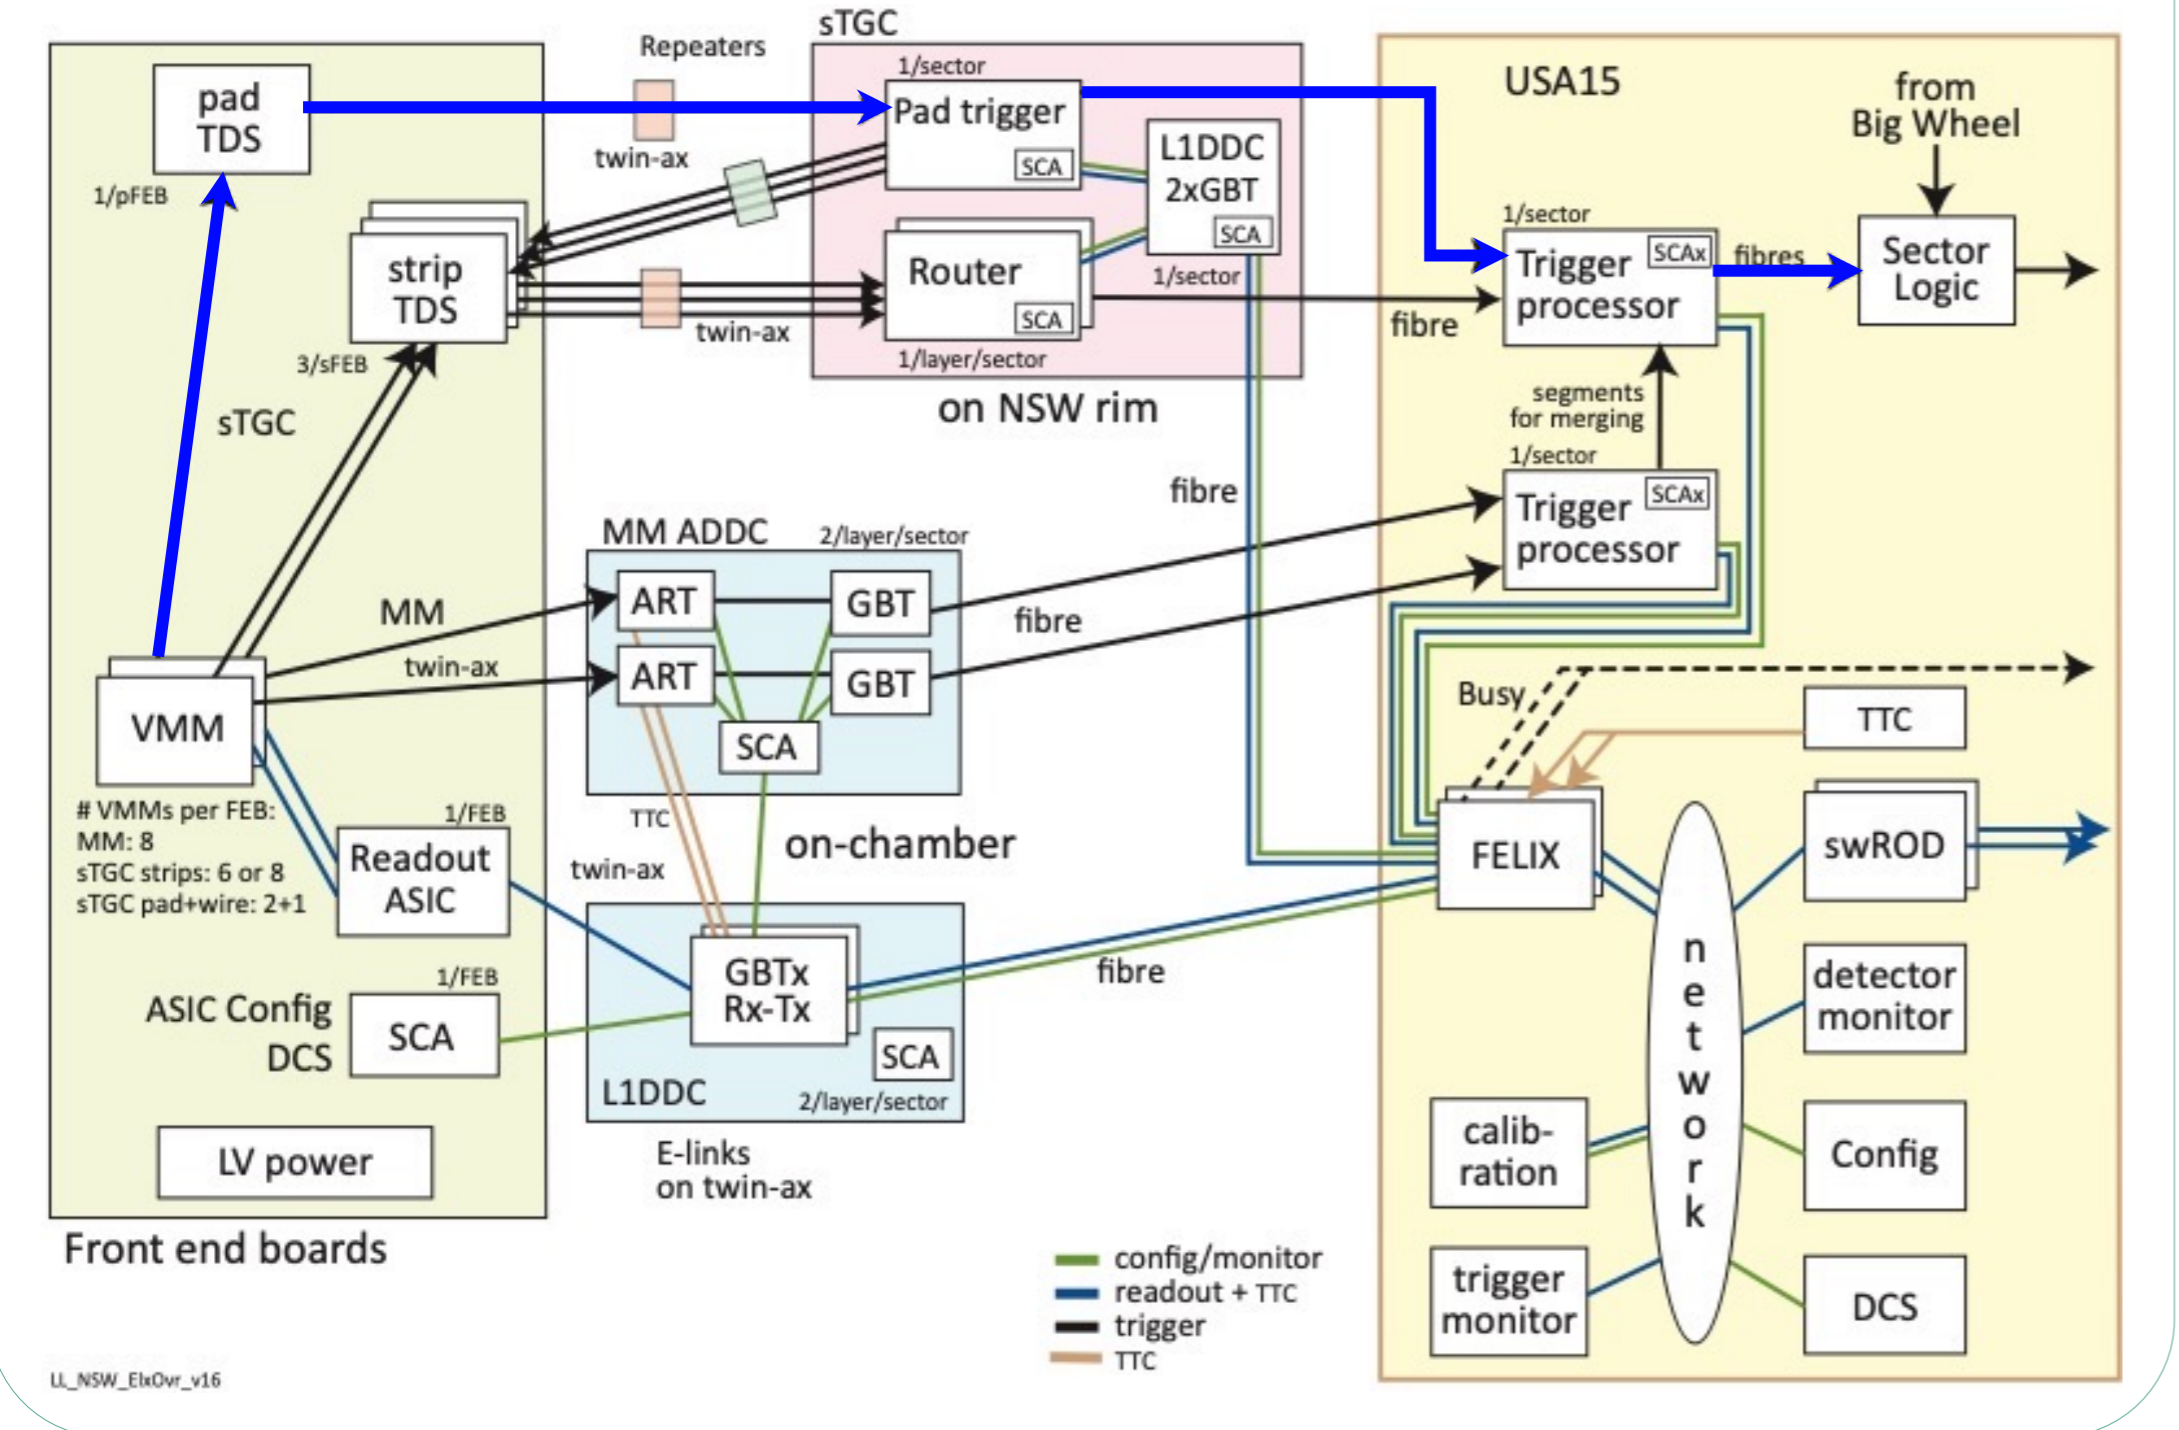 sTGC
Repeaters
1/sector
pad
TDS
Pad trigger
SCA
twin-ax
1/pFEB
L1DDC
2xGBT
SCA
1/sector
strip
TDS
3/sFEB
Router
SCA
twin-ax
1/layer/sector
on NSW rim
sTGC
USA15
from
Big Wheel
1/sector
Trigger
processor
SCAx
fibres
Sector
Logic
fibre
segments
for merging
1/sector
Trigger
processor
SCAx
fibre
MM ADDC
2/layer/sector
ART
GBT
ART
GBT
SCA
fibre
MM
twin-ax
VMM
# VMMs per FEB:
MM: 8
sTGC strips: 6 or 8
sTGC pad+wire: 2+1
1/FEB
Readout
ASIC
TTC
on-chamber
twin-ax
1/FEB
ASIC Config
DCS
SCA
GBTx
Rx-Tx
SCA
L1DDC
2/layer/sector
fibre
LV power
E-links
on twin-ax
Front end boards
Busy
TTC
FELIX
swROD
network
detector
monitor
calib-
ration
Config
trigger
monitor
DCS
config/monitor
readout + TTC
trigger
TTC
LL_NSW_ElxOvr_v16